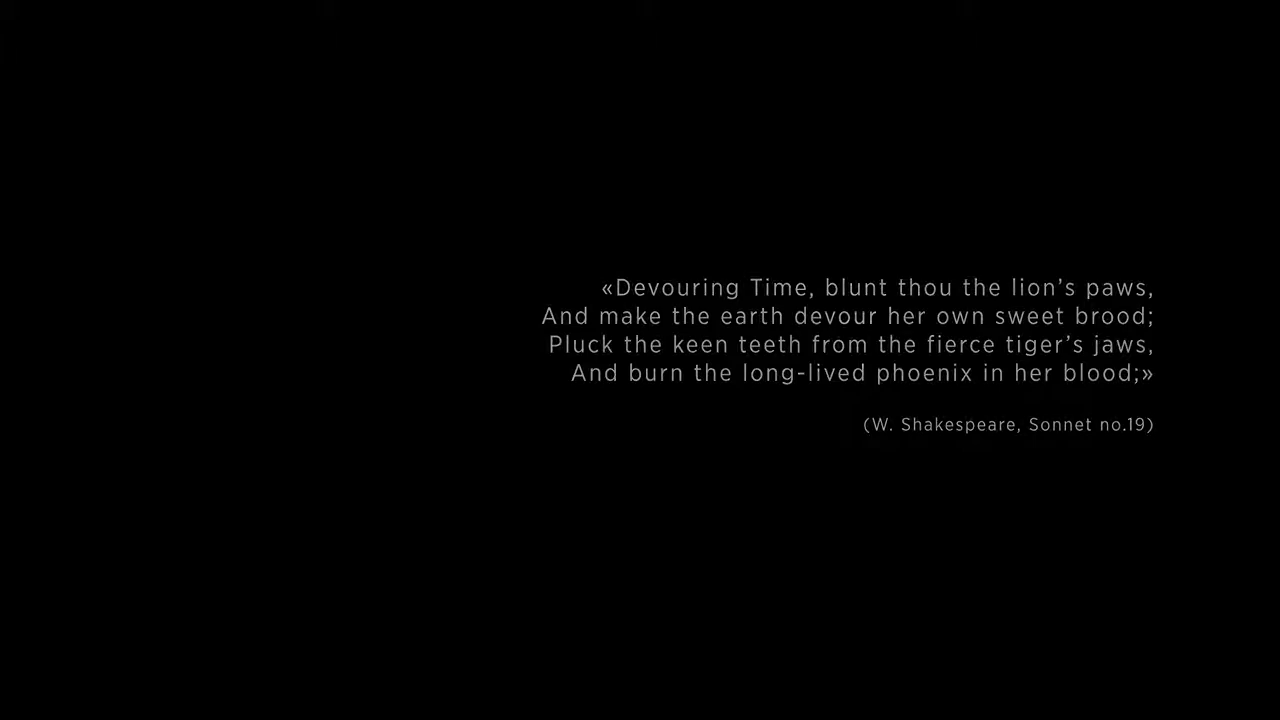 «Devouring Time, blunt thou the lion’s paws,
And make the earth devour her own sweet brood;
Pluck the keen teeth from the fierce tiger’s jaws,
And burn the long-lived phoenix in her blood;»
(W. Shakespeare, Sonnet no.19)